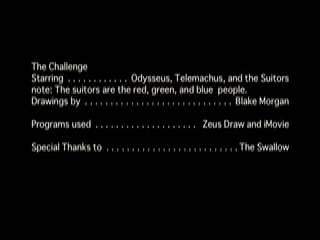 The Challenge
Starring ............ Odysseus, Telemachus, and the Suitors
note: The suitors are the red, green, and blue people.
Drawings by ............................. Blake Morgan
Programs used .................... Zeus Draw and iMovie
Special Thanks to ..........................The Swallow